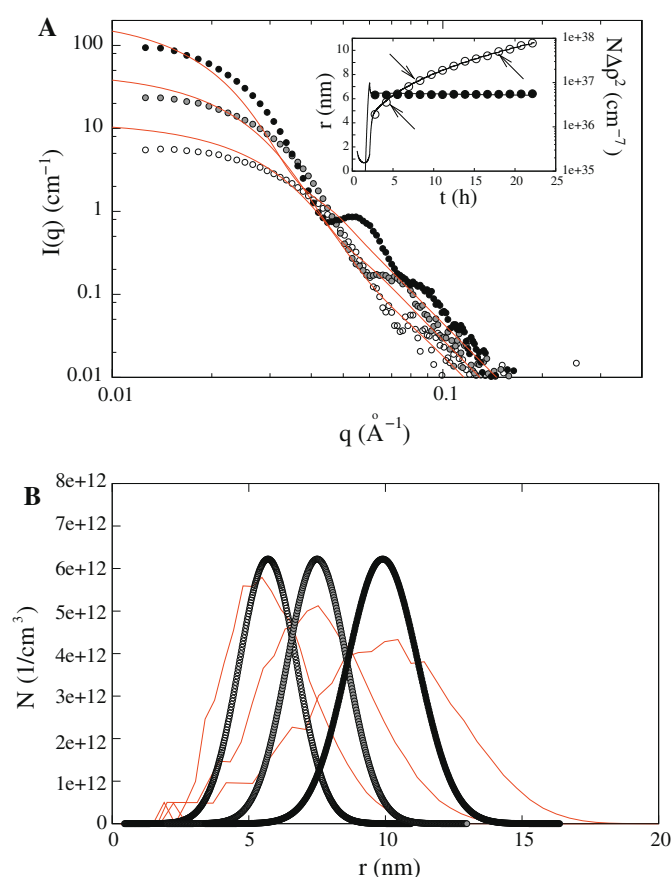 A
I(q) (cm⁻¹)
100
10
1
0.1
0.01
0.01
0.1
q (Å⁻¹)
r (nm)
10
8
6
4
2
0
0
5
10
15
20
25
t (h)
1e+38
1e+37
1e+36
1e+35
NΔρ² (cm⁻⁷)
B
N (1/cm³)
8e+12
7e+12
6e+12
5e+12
4e+12
3e+12
2e+12
1e+12
0
0
5
10
15
20
r (nm)